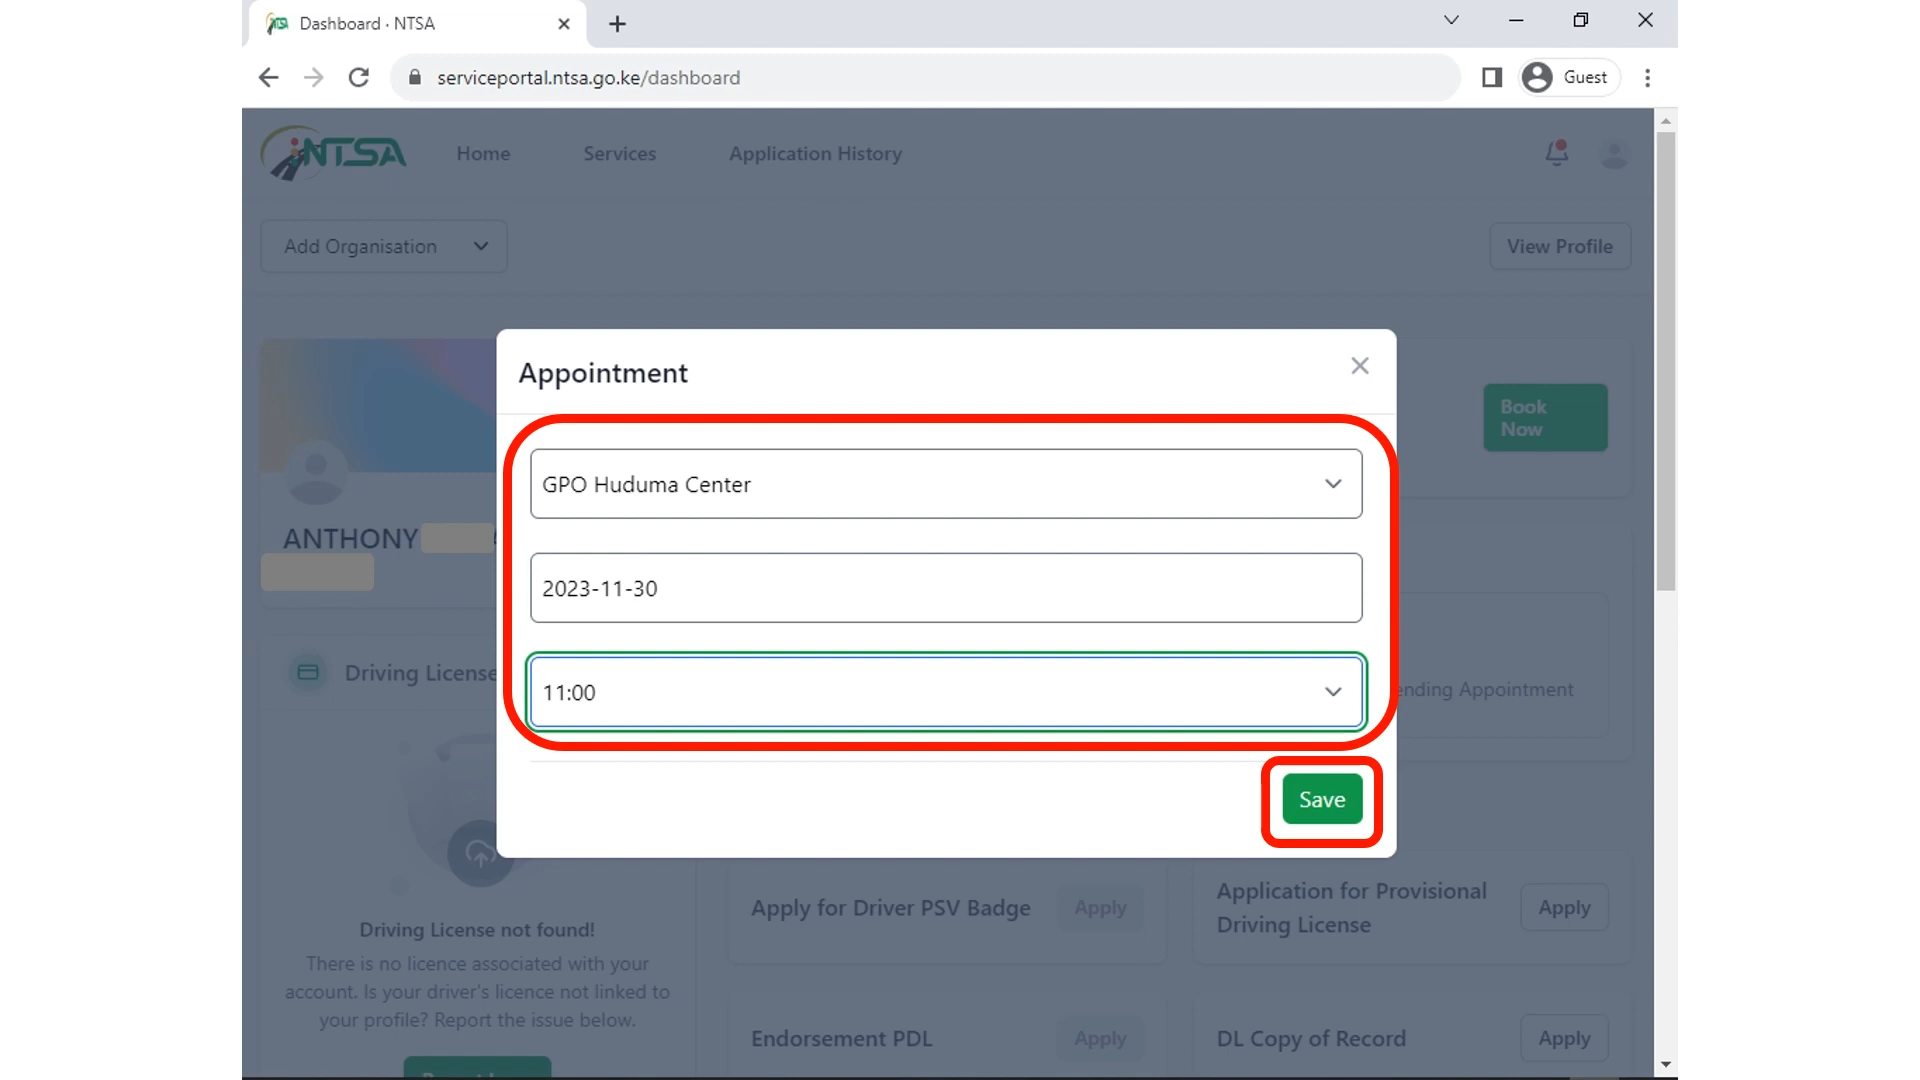 Dashboard · NTSA
serviceportal.ntsa.go.ke/dashboard
Guest
NTSA
Home
Services
Application History
Add Organisation
View Profile
Appointment
Book
Now
GPO Huduma Center
ANTHONY
2023-11-30
Driving License
11:00
ending Appointment
Save
Apply for Driver PSV Badge
Apply
Application for Provisional
Driving License
Apply
Driving License not found!
There is no licence associated with your
account. Is your driver's licence not linked to
your profile? Report the issue below.
Endorsement PDL
Apply
DL Copy of Record
Apply